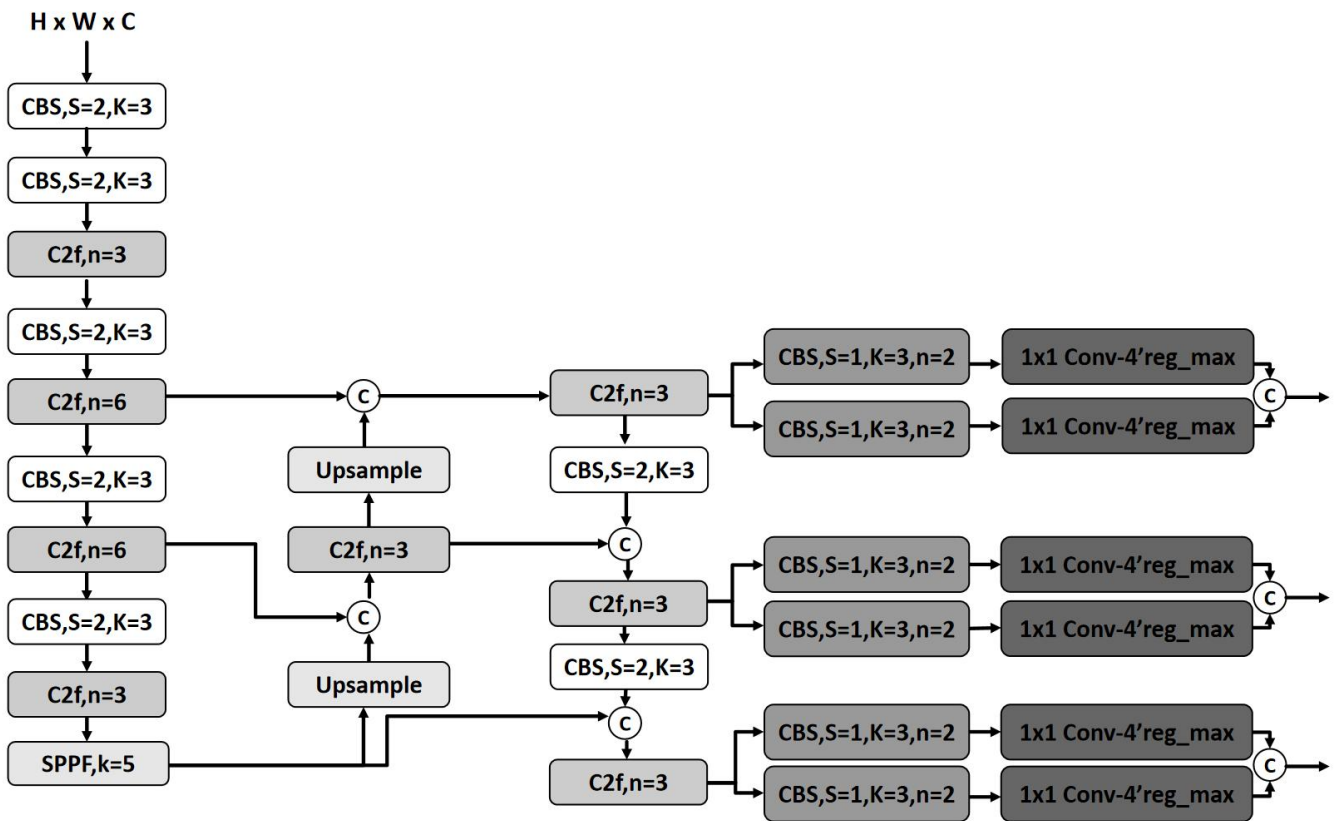 H x W x C
CBS,S=2,K=3
CBS,S=2,K=3
C2f,n=3
CBS,S=2,K=3
C2f,n=6
CBS,S=2,K=3
C2f,n=6
CBS,S=2,K=3
C2f,n=3
SPPF,k=5
C
Upsample
C2f,n=3
C
Upsample
C2f,n=3
CBS,S=2,K=3
C
C2f,n=3
CBS,S=2,K=3
C
C2f,n=3
CBS,S=1,K=3,n=2
1x1 Conv-4’reg_max
CBS,S=1,K=3,n=2
1x1 Conv-4’reg_max
C
CBS,S=1,K=3,n=2
1x1 Conv-4’reg_max
CBS,S=1,K=3,n=2
1x1 Conv-4’reg_max
C
CBS,S=1,K=3,n=2
1x1 Conv-4’reg_max
CBS,S=1,K=3,n=2
1x1 Conv-4’reg_max
C